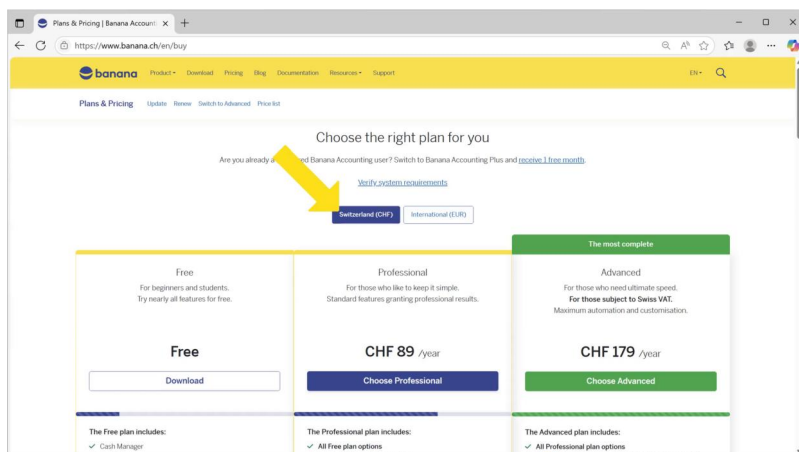 Plans & Pricing | Banana Accounti
https://www.banana.ch/en/buy
banana Product Download Pricing Blog Documentation Resources Support EN
Plans & Pricing Update Renew Switch to Advanced Price list
Choose the right plan for you
Are you already a ed Banana Accounting user? Switch to Banana Accounting Plus and receive 1 free month.
Verify system requirements
Switzerland (CHF) International (EUR)
The most complete
Free
For beginners and students.
Try nearly all features for free.
Free
Download
The Free plan includes:
✓ Cash Manager
Professional
For those who like to keep it simple.
Standard features granting professional results.
CHF 89 /year
Choose Professional
The Professional plan includes:
✓ All Free plan options
Advanced
For those who need ultimate speed.
For those subject to Swiss VAT.
Maximum automation and customisation.
CHF 179 /year
Choose Advanced
The Advanced plan includes:
✓ All Professional plan options